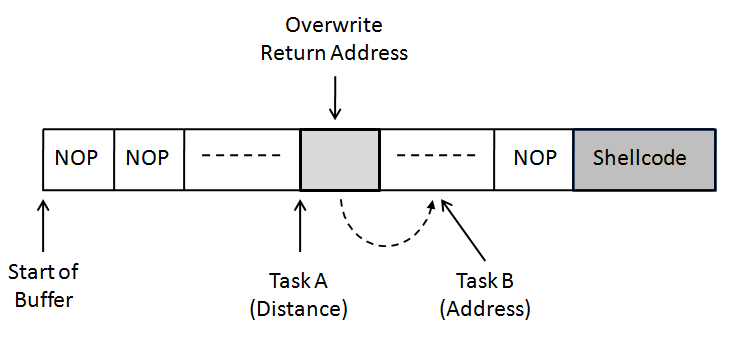 Overwrite
Return Address
NOP NOP NOP Shellcode
Start of
Buffer
Task A
(Distance)
Task B
(Address)